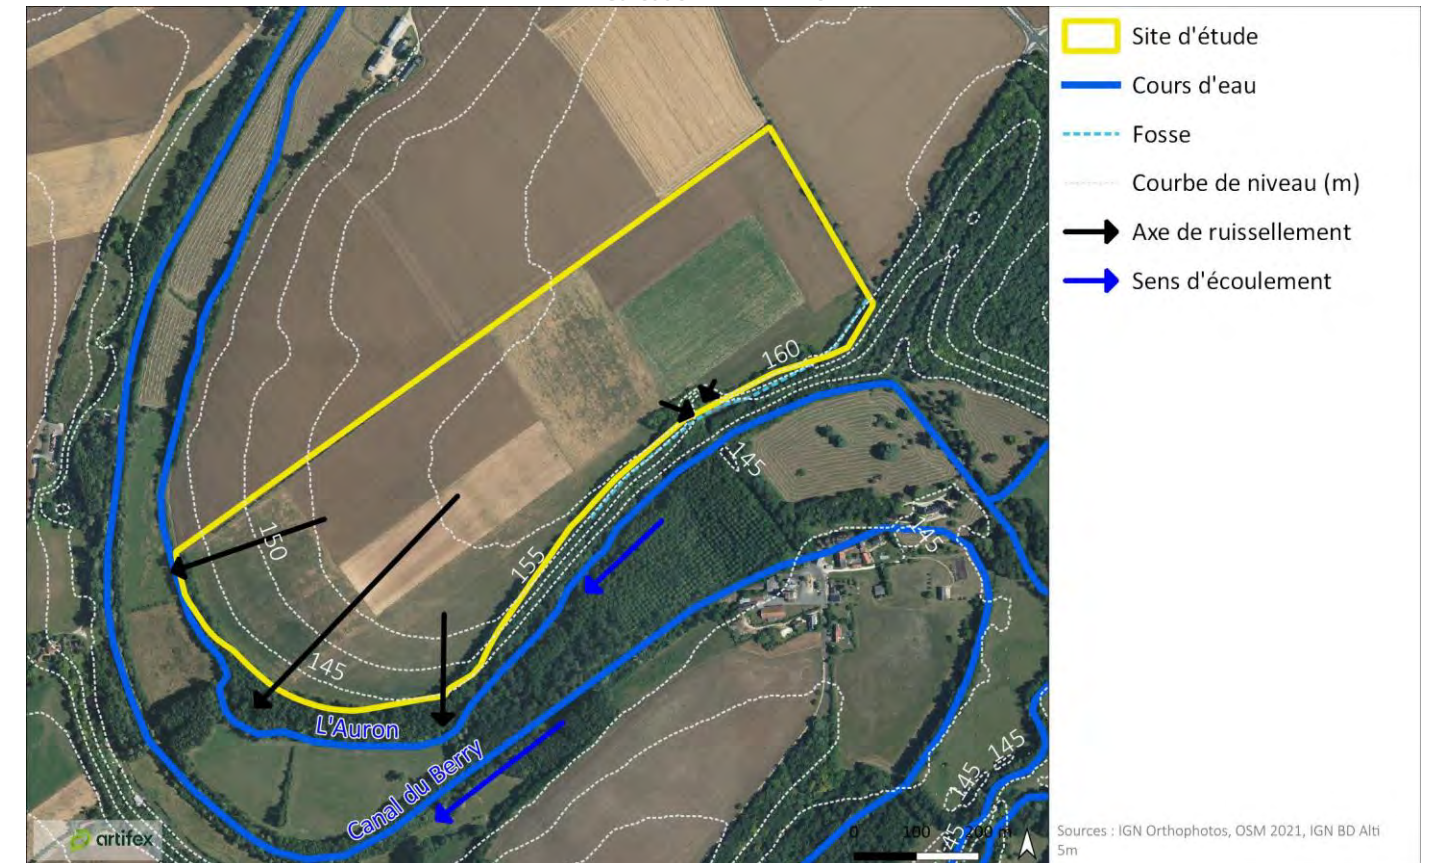 Site d'étude
Cours d'eau
Fosse
Courbe de niveau (m)
Axe de ruissellement
Sens d'écoulement
160
145
150
155
145
145
L'Auron
Canal du Berry
145
145
145
0 100 200 m
artifex
Sources : IGN Orthophotos, OSM 2021, IGN BD Alti
5m